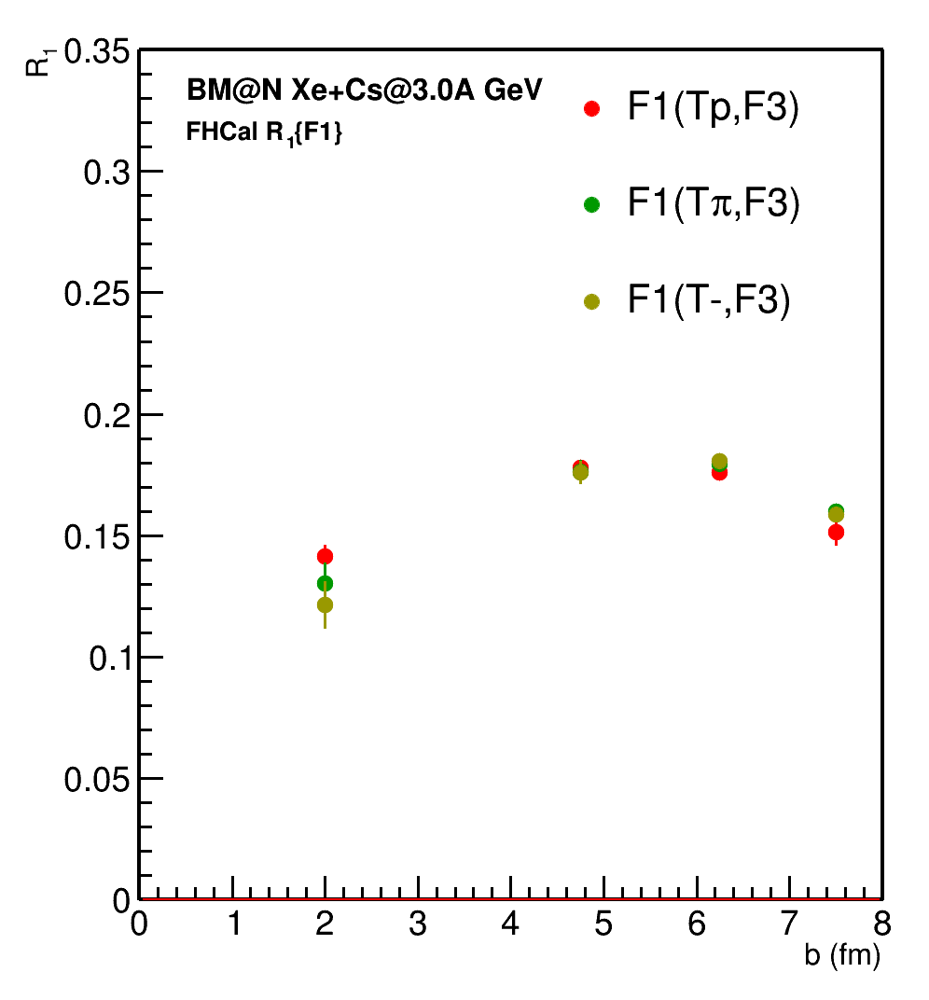 R1
BM@N Xe+Cs@3.0A GeV
FHCal R1{F1}
F1(Tp,F3)
F1(Tπ,F3)
F1(T-,F3)
0.35
0.3
0.25
0.2
0.15
0.1
0.05
0
0 1 2 3 4 5 6 7 8
b (fm)